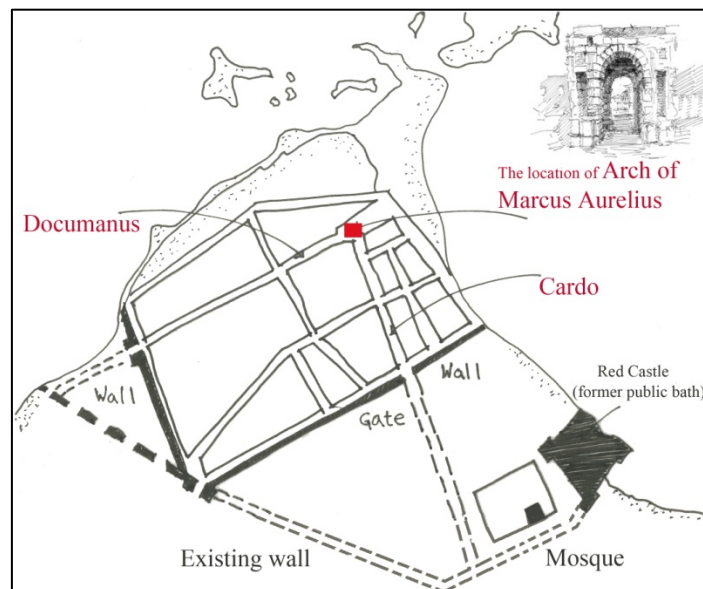 The location of Arch of
Marcus Aurelius
Documanus
Cardo
Red Castle
(former public bath)
Wall
Wall
Gate
Existing wall
Mosque